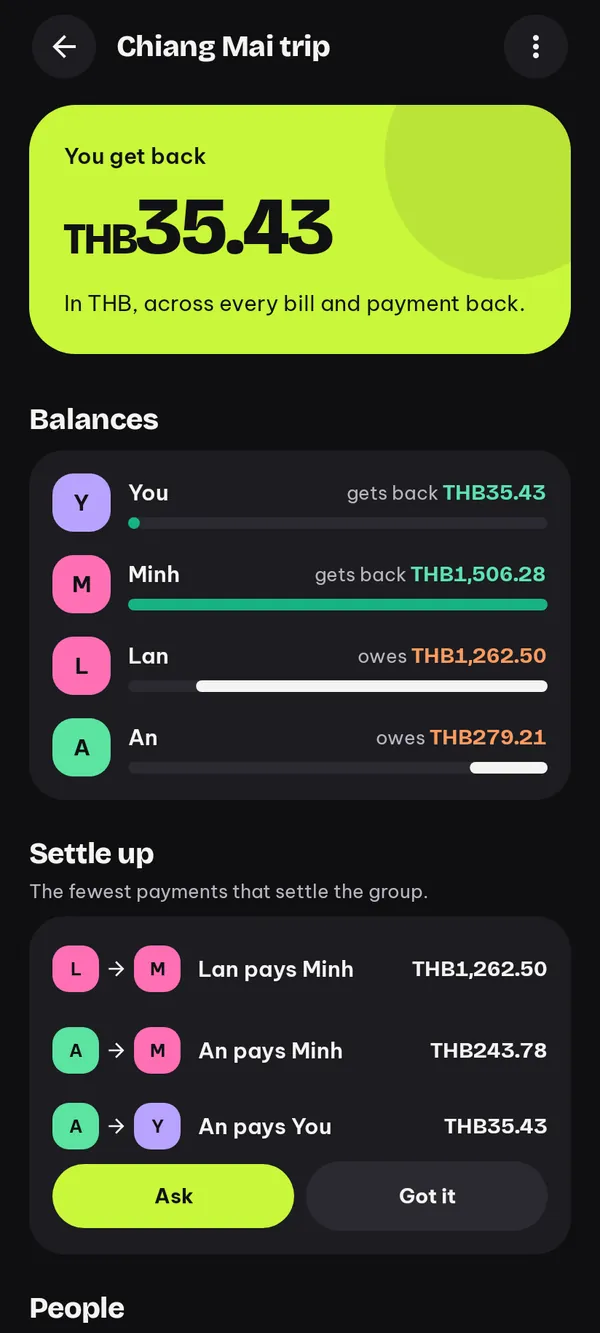 Chiang Mai trip
You get back
THB35.43
In THB, across every bill and payment back.
Balances
Y You gets back THB35.43
M Minh gets back THB1,506.28
L Lan owes THB1,262.50
A An owes THB279.21
Settle up
The fewest payments that settle the group.
L → M Lan pays Minh THB1,262.50
A → M An pays Minh THB243.78
A → Y An pays You THB35.43
Ask Got it
People